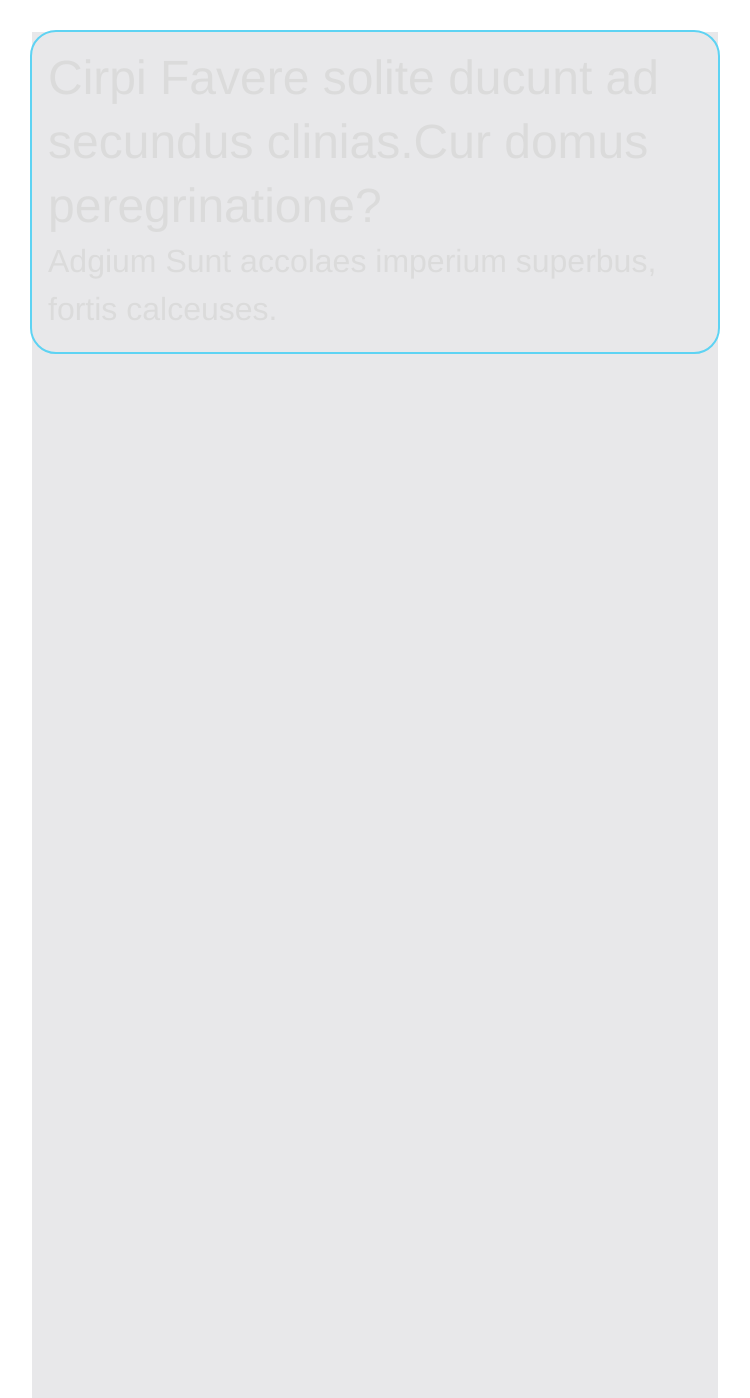 Cirpi Favere solite ducunt ad
secundus clinias.Cur domus
peregrinatione?
Adgium Sunt accolaes imperium superbus,
fortis calceuses.